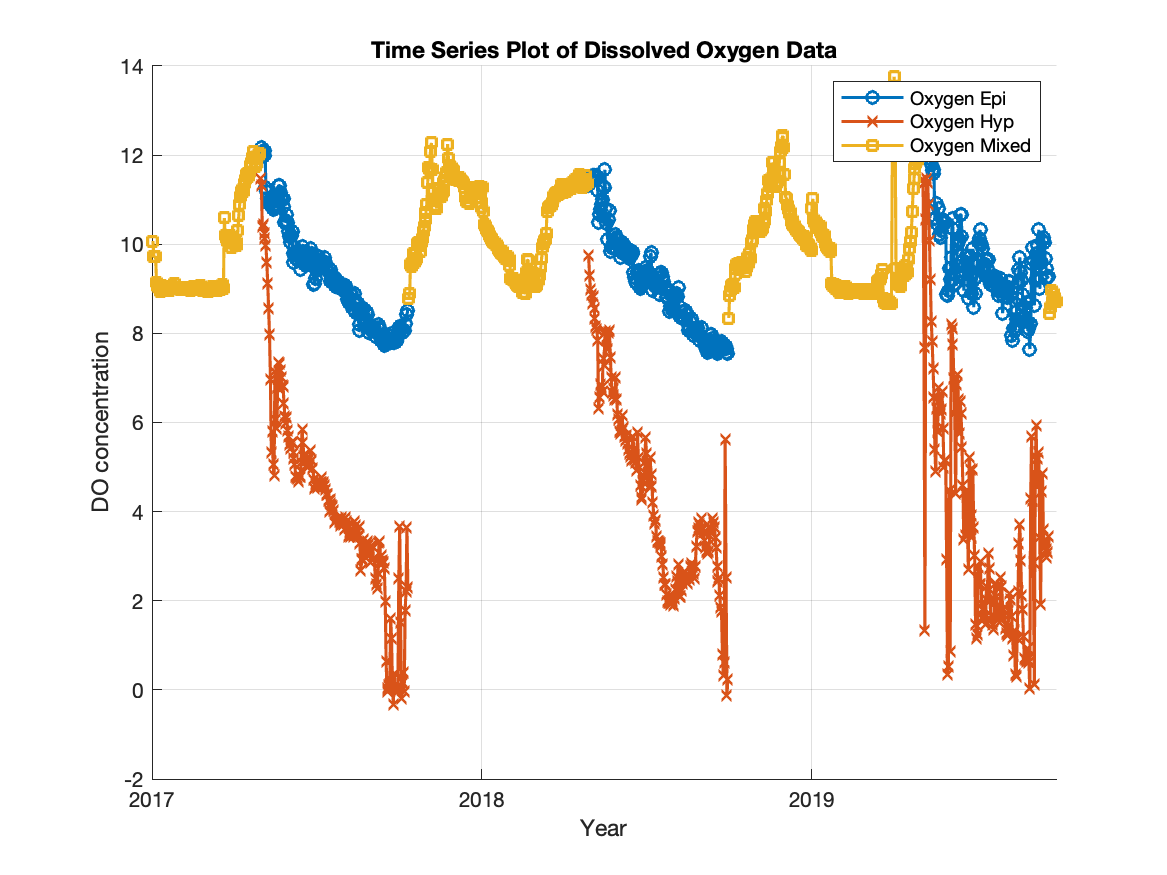 Time Series Plot of Dissolved Oxygen Data
14
12
10
8
6
4
2
0
-2
DO concentration
Oxygen Epi
Oxygen Hyp
Oxygen Mixed
2017
2018
2019
Year